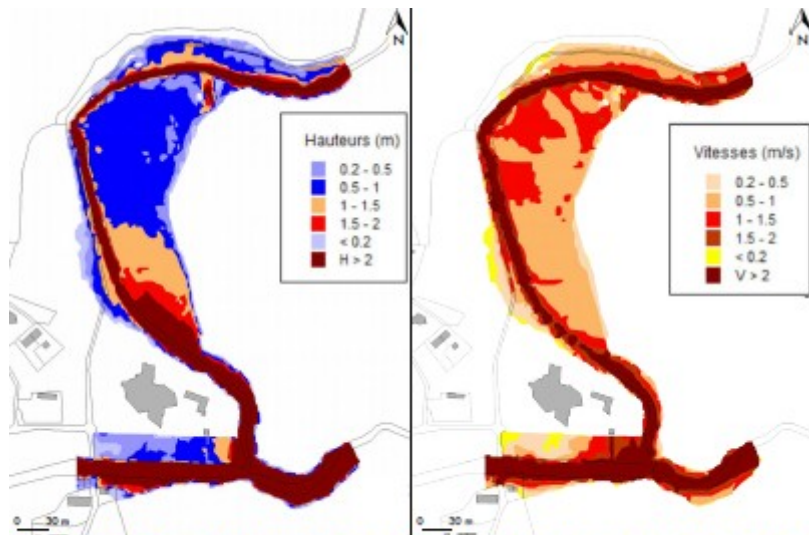 N
Hauteurs (m)
0.2 - 0.5
0.5 - 1
1 - 1.5
1.5 - 2
< 0.2
H > 2
0 30 m
N
Vitesses (m/s)
0.2 - 0.5
0.5 - 1
1 - 1.5
1.5 - 2
< 0.2
V > 2
0 30 m